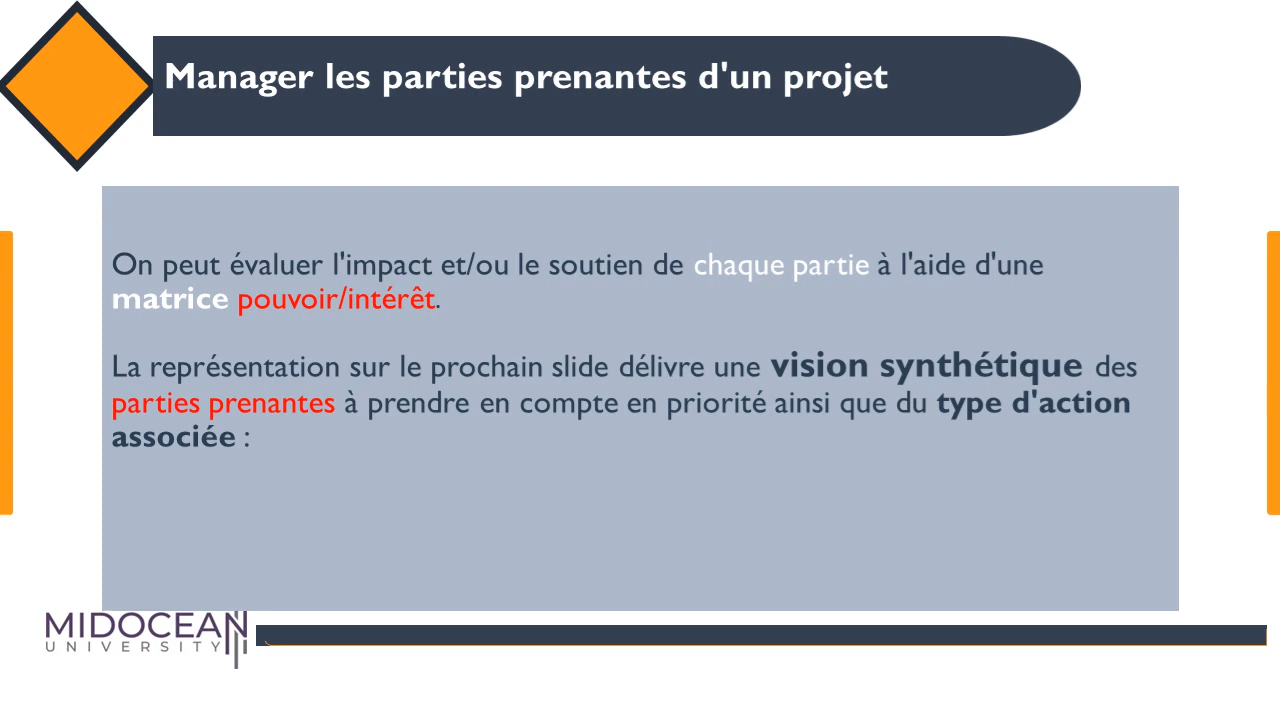 Manager les parties prenantes d'un projet
On peut évaluer l'impact et/ou le soutien de chaque partie à l'aide d'une
matrice pouvoir/intérêt.
La représentation sur le prochain slide délivre une vision synthétique des
parties prenantes à prendre en compte en priorité ainsi que du type d'action
associée :
MIDOCEAN
UNIVERSITY